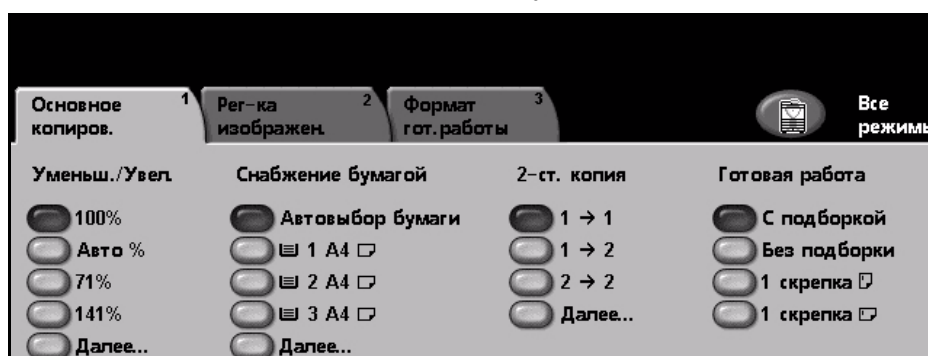 Основное копиров. 1
Рег-ка изображен. 2
Формат гот.работы 3
Все режимы
Уменьш./Увел.
100%
Авто %
71%
141%
Далее...
Снабжение бумагой
Автовыбор бумаги
1 A4
2 A4
3 A4
Далее...
2-ст. копия
1 → 1
1 → 2
2 → 2
Далее...
Готовая работа
С подборкой
Без подборки
1 скрепка
1 скрепка